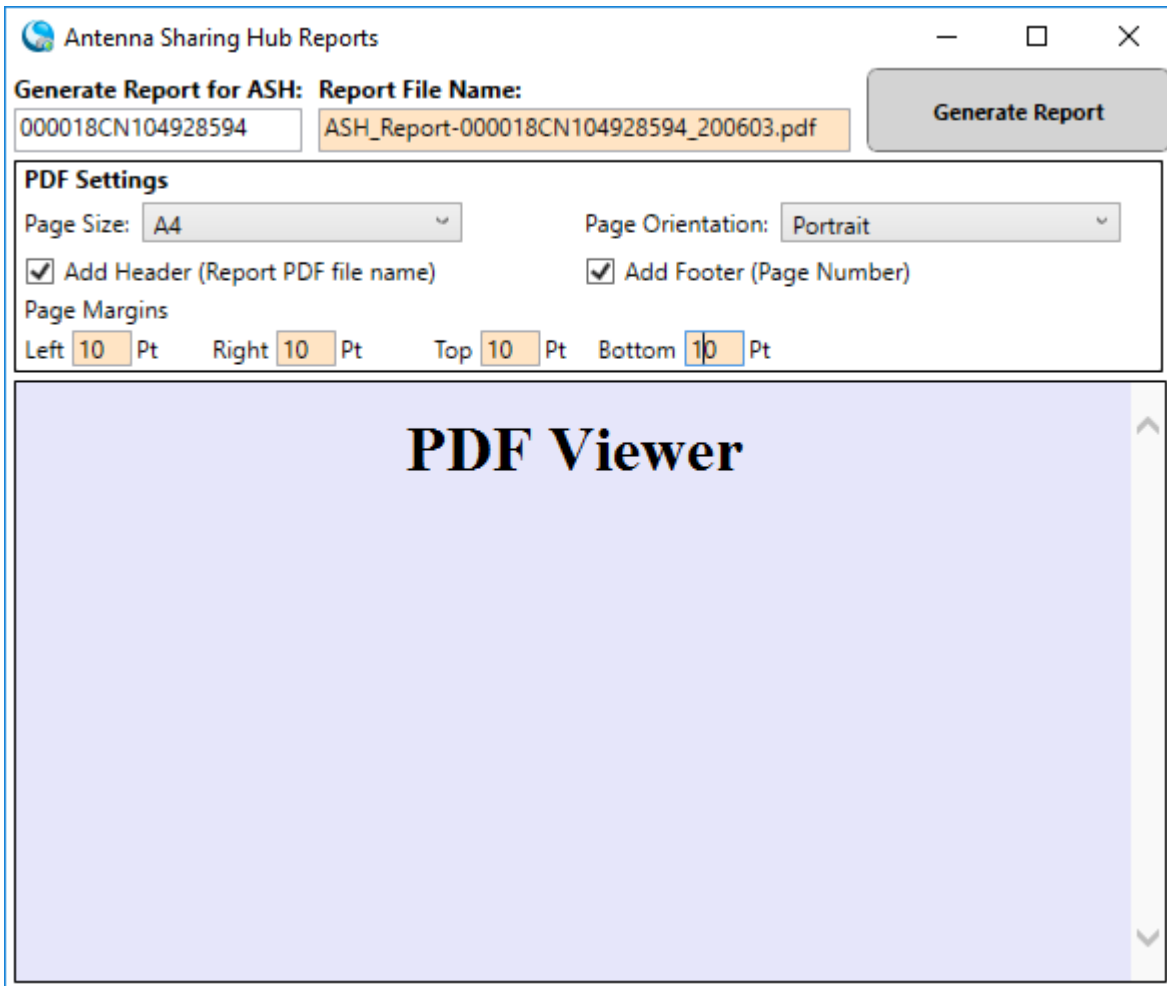 Antenna Sharing Hub Reports
Generate Report for ASH: Report File Name:
000018CN104928594 ASH_Report-000018CN104928594_200603.pdf Generate Report
PDF Settings
Page Size: A4 Page Orientation: Portrait
Add Header (Report PDF file name) Add Footer (Page Number)
Page Margins
Left 10 Pt Right 10 Pt Top 10 Pt Bottom 10 Pt
PDF Viewer